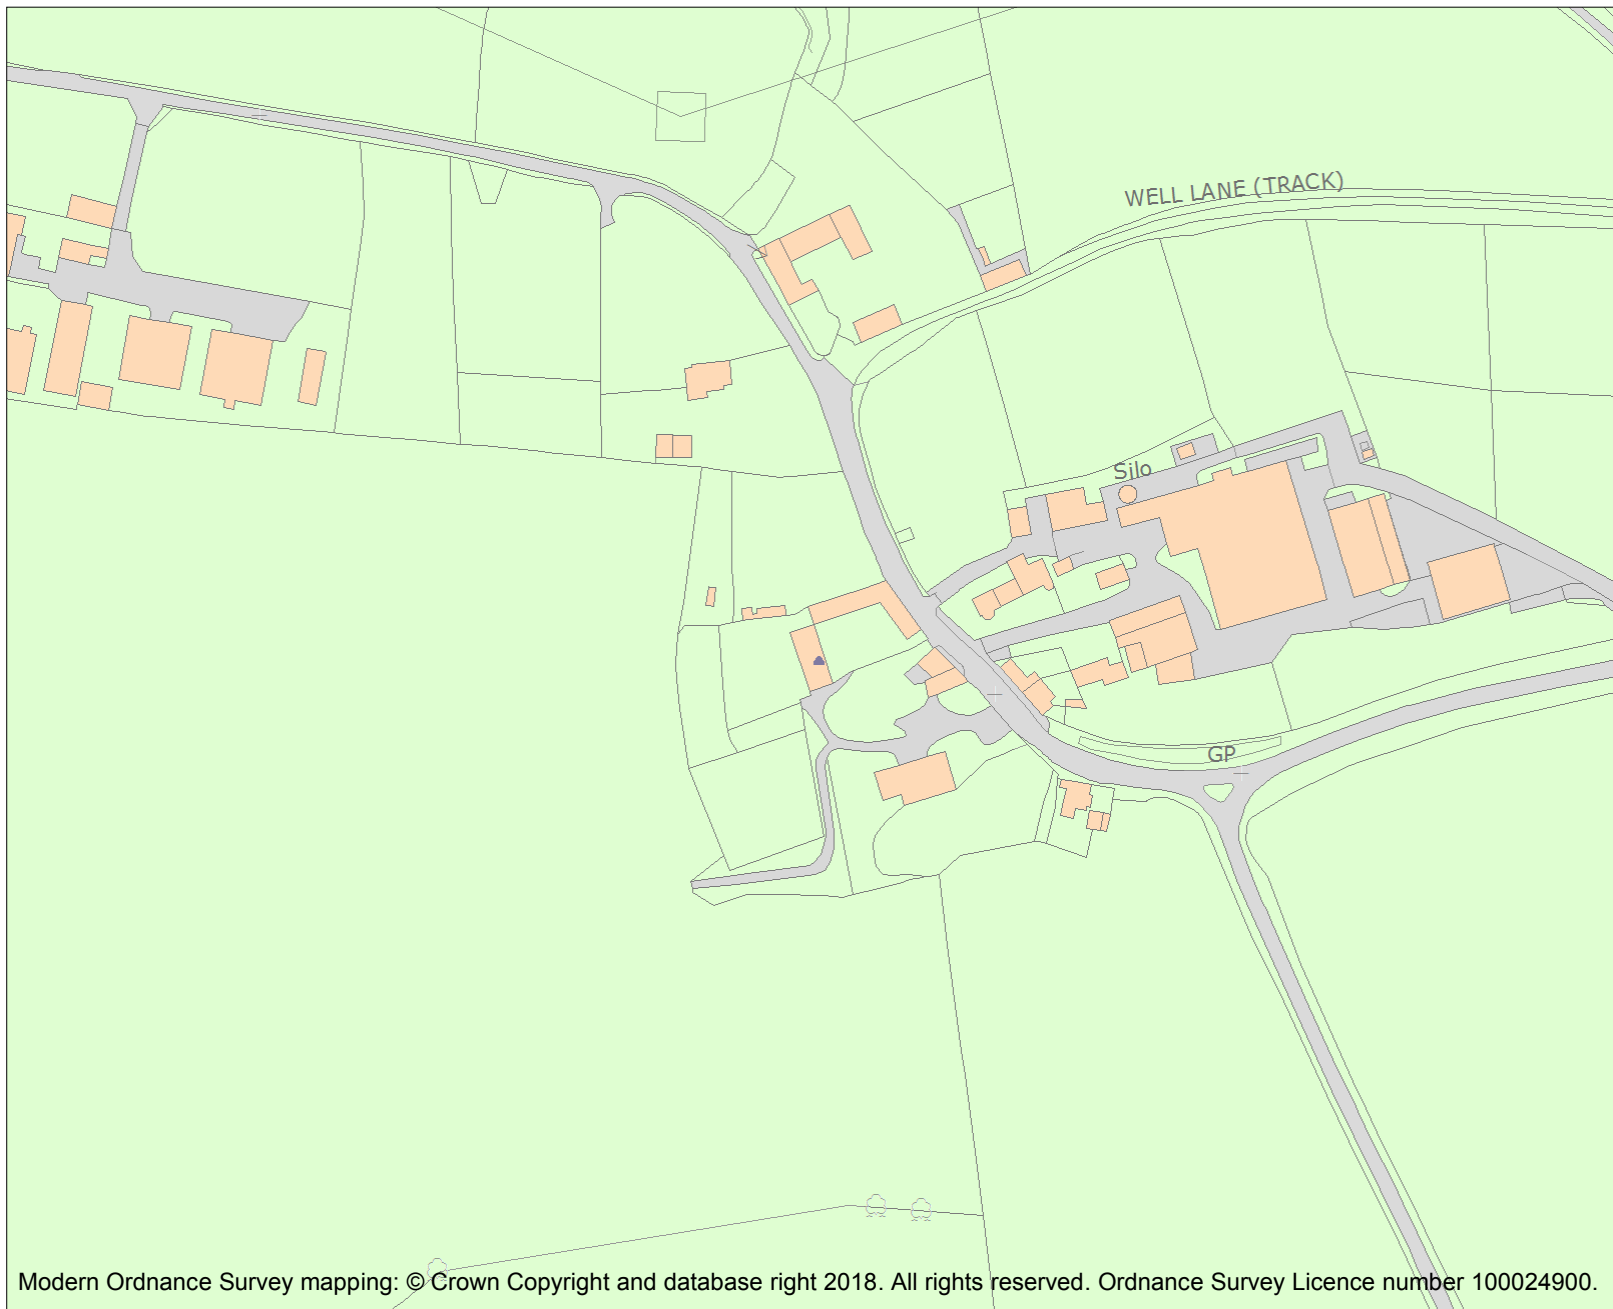 WELL LANE (TRACK)
Silo
GP
Modern Ordnance Survey mapping: © Crown Copyright and database right 2018. All rights reserved. Ordnance Survey Licence number 100024900.